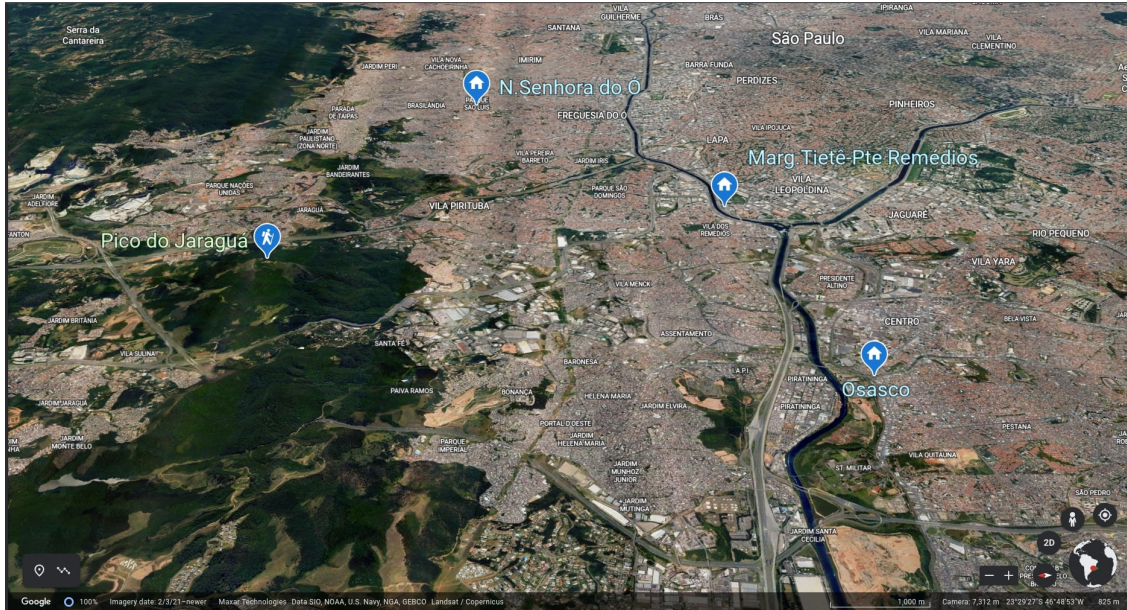 Serra da
Cantareira
VILA
GUILHERME
BRÁS
IPIRANGA
SANTANA
São Paulo
VILA MARIANA
VILA
CLEMENTINO
JARDIM PERI
VILA NOVA
CACHOEIRINHA
IMIRIM
BARRA FUNDA
PERDIZES
N.Senhora do Ó
PARQUE
SÃO LUIS
BRASILÂNDIA
PARADA
DE TAIPAS
FREGUESIA DO Ó
PINHEIROS
JARDIM
PAULISTANO
(ZONA NORTE)
LAPA
VILA IPOJUCA
VILA PEREIRA
BARRETO
JARDIM IRIS
Marg.Tietê-Pte Remedios
JARDIM
BANDEIRANTES
PARQUE NAÇÕES
UNIDAS
PARQUE SÃO
DOMINGOS
VILA
LEOPOLDINA
JARDIM
ADELFIORE
JARAGUÁ
VILA PIRITUBA
JAGUARÉ
FANTON
Pico do Jaraguá
VILA DOS
REMEDIOS
RIO PEQUENO
VILA YARA
VILA MENCK
PRESIDENTE
ALTINO
JARDIM BRITÂNIA
CENTRO
BELA VISTA
ASSENTAMENTO
SANTA FÉ
VILA SULINA
BARONESA
I.A.P.I
PIRATININGA
Osasco
PAIVA RAMOS
BONANÇA
HELENA MARIA
JARDIM JARAGUA
JARDIM ELVIRA
PIRATININGA
PORTAL D'OESTE
PESTANA
JARDIM
MONTE BELO
PARQUE
IMPERIAL
JARDIM
HELENA MARIA
VILA QUITAUNA
JARDIM
MUNHOZ
JUNIOR
ST. MILITAR
SÃO PEDRO
JARDIM
MUTINGA
JARDIM SANTA
CECILIA
2D
Google
100%
Imagery date: 2/3/21–newer
Maxar Technologies
Data SIO, NOAA, U.S. Navy, NGA, GEBCO
Landsat / Copernicus
1,000 m
Camera: 7,312 m
23°29'27"S 46°48'53"W
825 m